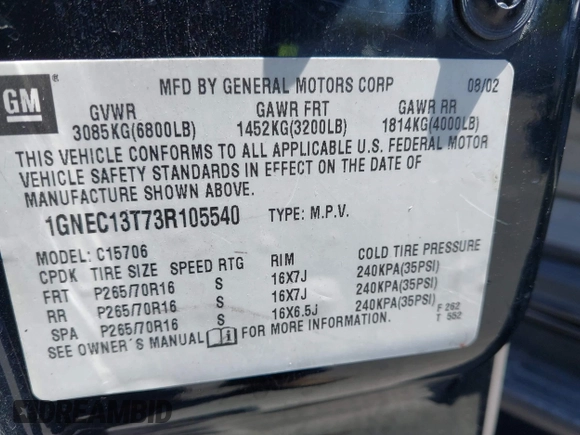 GM ®
MFD BY GENERAL MOTORS CORP 08/02
GVWR GAWR FRT GAWR RR
3085KG(6800LB) 1452KG(3200LB) 1814KG(4000LB)
THIS VEHICLE CONFORMS TO ALL APPLICABLE U.S. FEDERAL MOTOR
VEHICLE SAFETY STANDARDS IN EFFECT ON THE DATE OF
MANUFACTURE SHOWN ABOVE.
1GNEC13T73R105540 TYPE: M.P.V.
MODEL: C15706
CPDK TIRE SIZE SPEED RTG RIM COLD TIRE PRESSURE
FRT P265/70R16 S 16X7J 240KPA(35PSI)
RR P265/70R16 S 16X7J 240KPA(35PSI)
SPA P265/70R16 S 16X6.5J 240KPA(35PSI)
SEE OWNER'S MANUAL FOR MORE INFORMATION.
F 262
T 552
DREAMBID